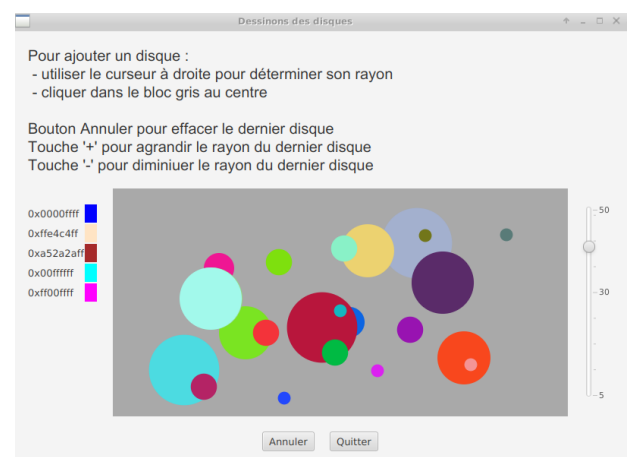 Dessinons des disques
Pour ajouter un disque :
- utiliser le curseur à droite pour déterminer son rayon
- cliquer dans le bloc gris au centre
Bouton Annuler pour effacer le dernier disque
Touche '+' pour agrandir le rayon du dernier disque
Touche '-' pour diminiuer le rayon du dernier disque
0x0000ffff
0xffe4c4ff
0xa52a2aff
0x00ffffff
0xff00ffff
50
30
5
Annuler
Quitter